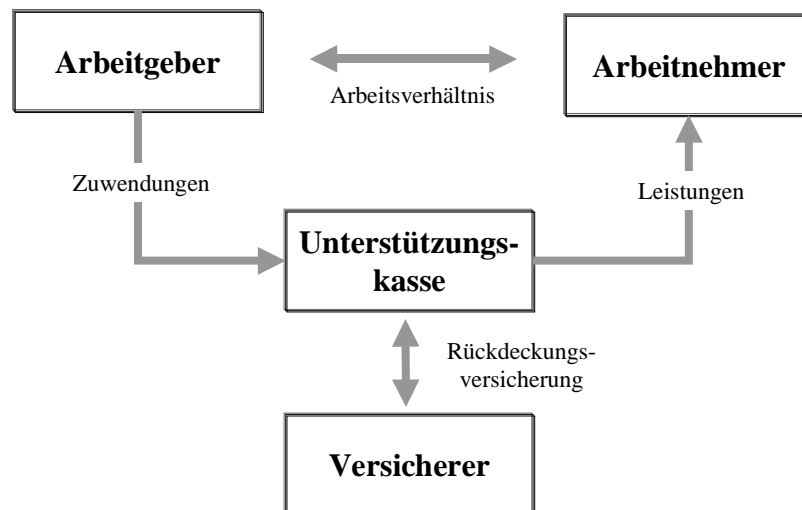 Arbeitgeber
Arbeitnehmer
Arbeitsverhältnis
Zuwendungen
Leistungen
Unterstützungs-
kasse
Rückdeckungs-
versicherung
Versicherer